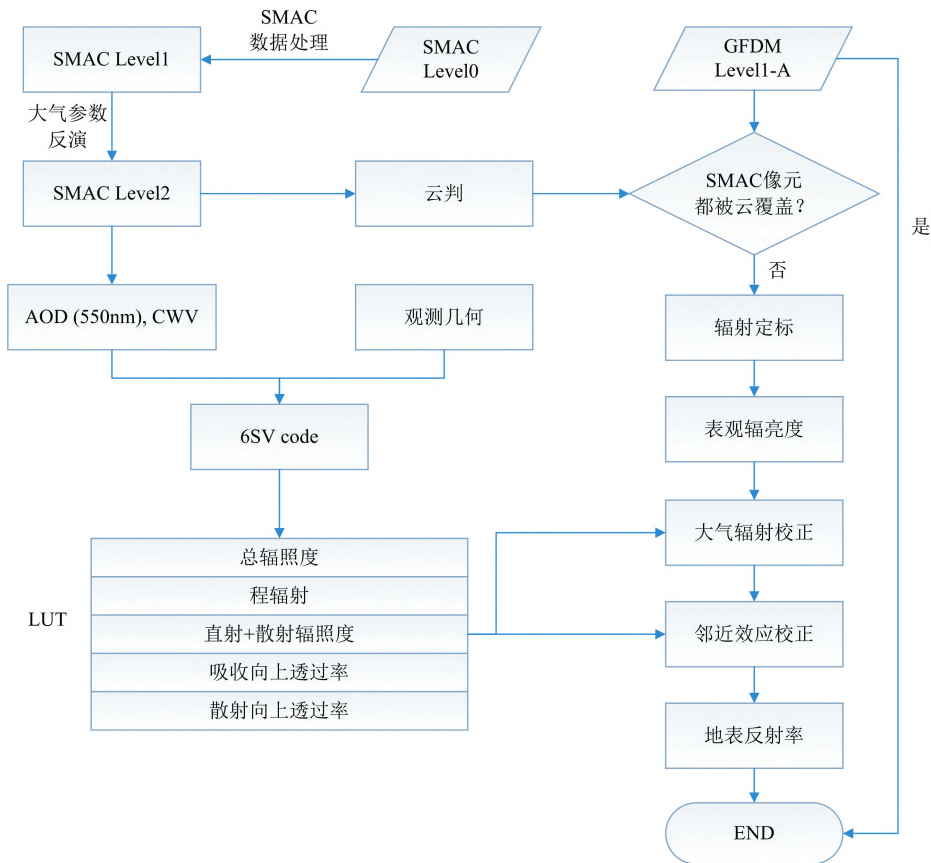 SMAC
数据处理
SMAC Level1
SMAC
Level0
GFDM
Level1-A
大气参数
反演
SMAC Level2
云判
SMAC像元
都被云覆盖？
是
否
AOD (550nm), CWV
观测几何
辐射定标
6SV code
表观辐亮度
大气辐射校正
LUT
总辐照度
程辐射
直射+散射辐照度
吸收向上透过率
散射向上透过率
邻近效应校正
地表反射率
END